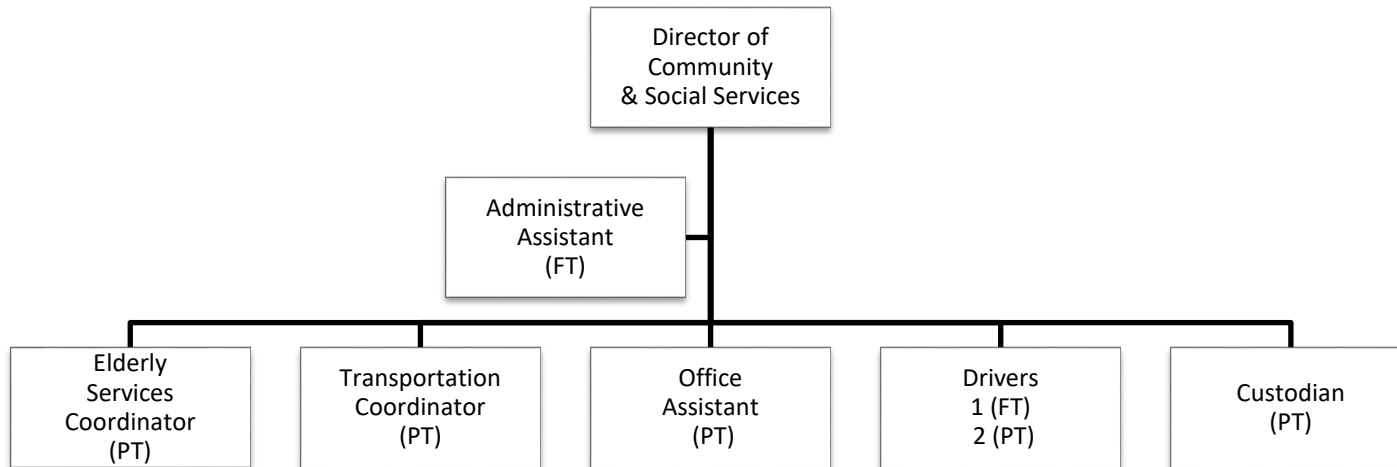 Director of
Community
& Social Services
Administrative
Assistant
(FT)
Elderly
Services
Coordinator
(PT)
Transportation
Coordinator
(PT)
Office
Assistant
(PT)
Drivers
1 (FT)
2 (PT)
Custodian
(PT)